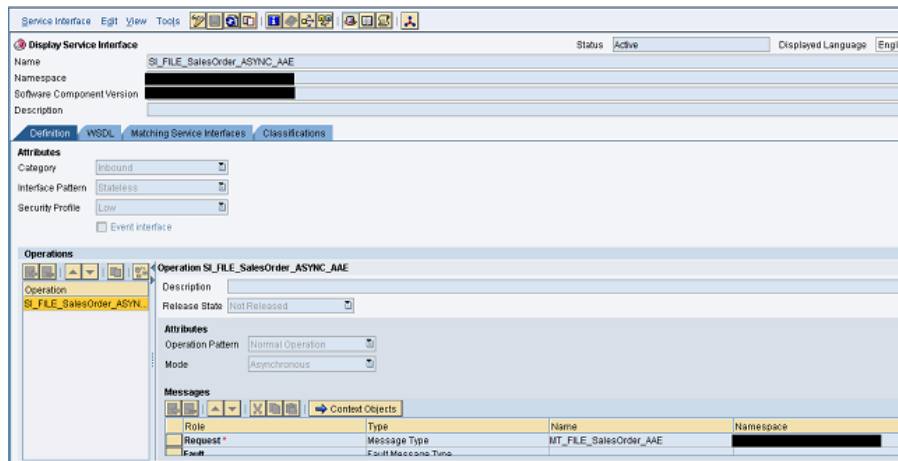 Service Interface Edit View Tools
Display Service Interface Status Active Displayed Language Engl
Name SI_FILE_SalesOrder_ASYNC_AAE
Namespace
Software Component Version
Description
Definition WSDL Matching Service Interfaces Classifications
Attributes
Category Inbound
Interface Pattern Stateless
Security Profile Low
Event interface
Operations
Operation SI_FILE_SalesOrder_ASYNC_AAE
Operation
Description
SI_FILE_SalesOrder_ASYN...
Release State Not Released
Attributes
Operation Pattern Normal Operation
Mode Asynchronous
Messages
Context Objects
Role Type Name Namespace
Request * Message Type MT_FILE_SalesOrder_AAE
Fault Fault Message Type